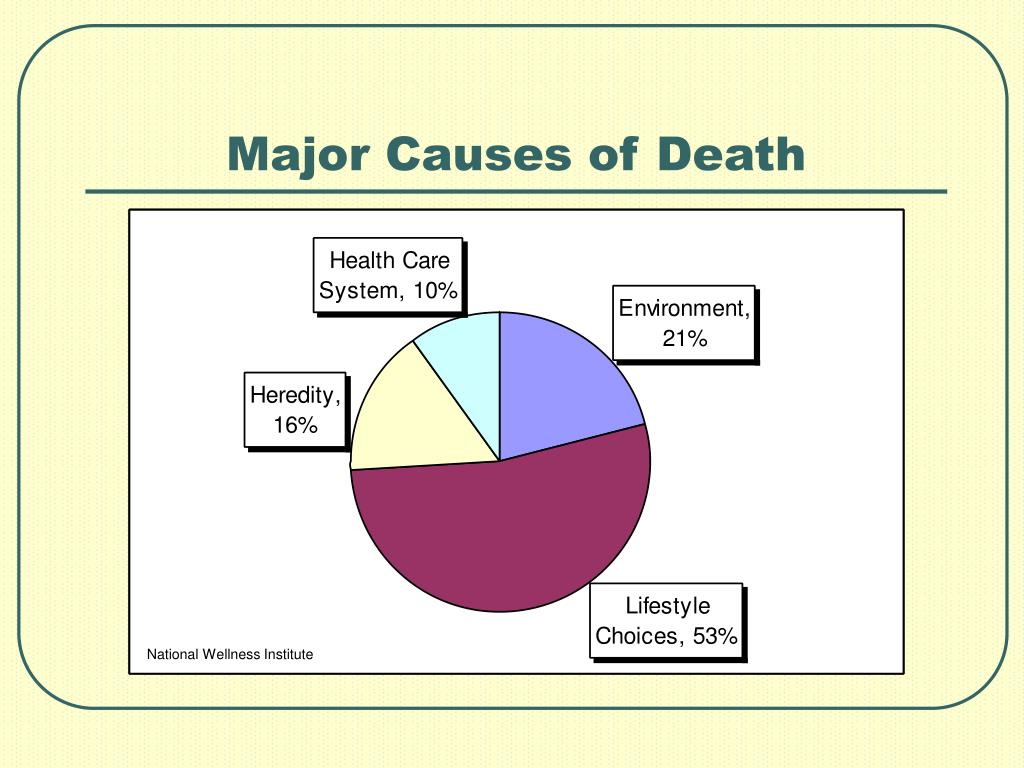 Major Causes of Death
Health Care
System, 10%
Environment,
21%
Heredity,
16%
Lifestyle
Choices, 53%
National Wellness Institute